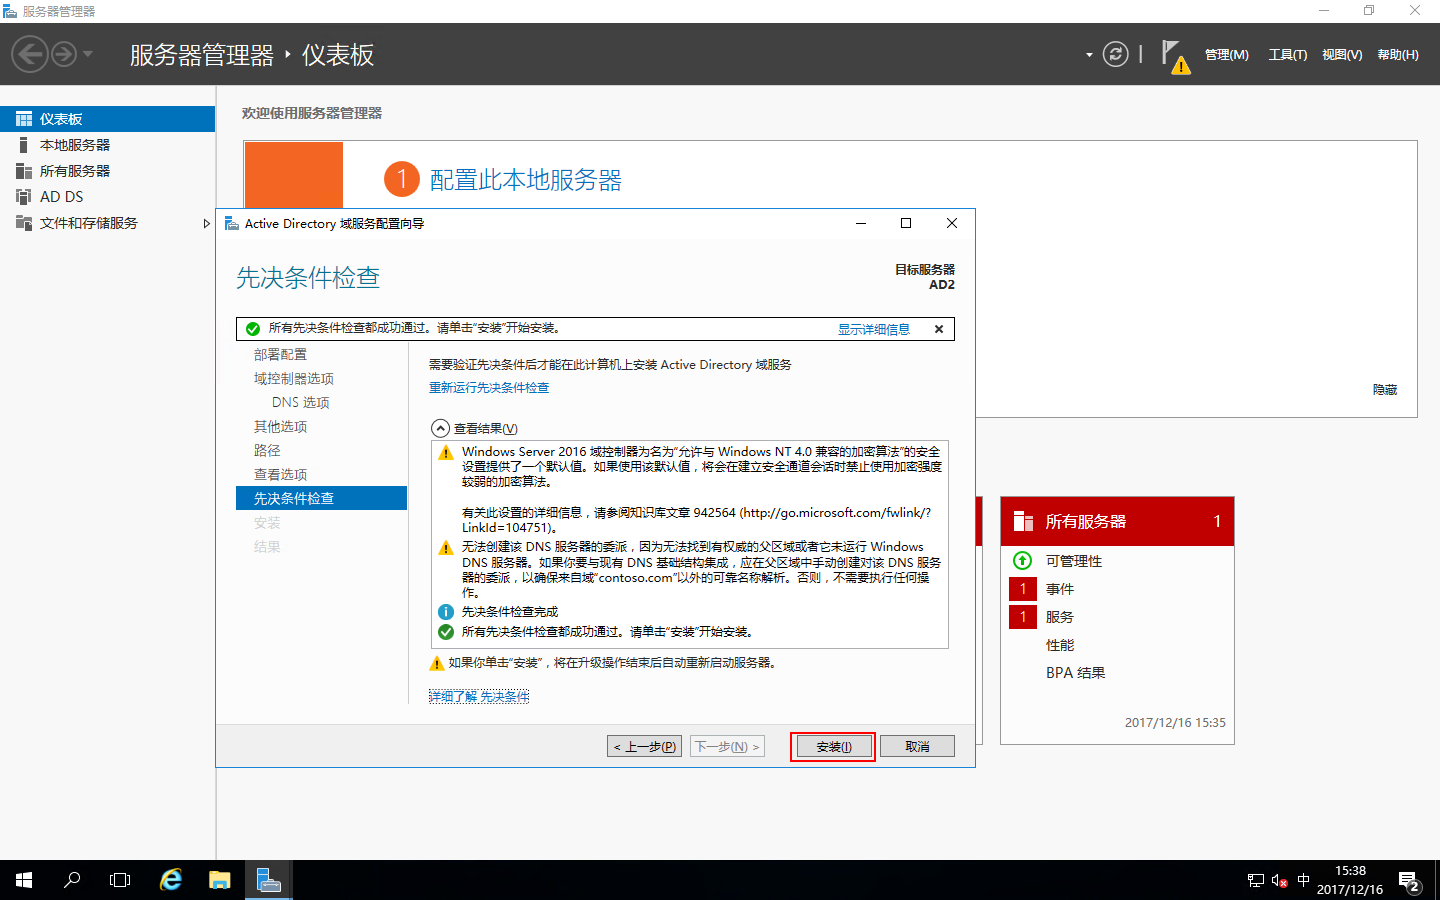 服务器管理器
服务器管理器 ‣ 仪表板
管理(M) 工具(T) 视图(V) 帮助(H)
仪表板
本地服务器
所有服务器
AD DS
文件和存储服务
欢迎使用服务器管理器
1 配置此本地服务器
隐藏
Active Directory 域服务配置向导
先决条件检查
目标服务器
AD2
所有先决条件检查都成功通过。请单击"安装"开始安装。
显示详细信息
部署配置
域控制器选项
DNS 选项
其他选项
路径
查看选项
先决条件检查
安装
结果
需要验证先决条件后才能在此计算机上安装 Active Directory 域服务
重新运行先决条件检查
查看结果(V)
Windows Server 2016 域控制器为名为"允许与 Windows NT 4.0 兼容的加密算法"的安全
设置提供了一个默认值。如果使用该默认值，将会在建立安全通道会话时禁止使用加密强度
较弱的加密算法。
有关此设置的详细信息，请参阅知识库文章 942564 (http://go.microsoft.com/fwlink/?
LinkId=104751)。
无法创建该 DNS 服务器的委派，因为无法找到有权威的父区域或者它未运行 Windows
DNS 服务器。如果你要与现有 DNS 基础结构集成，应在父区域中手动创建对该 DNS 服务
器的委派，以确保来自域"contoso.com"以外的可靠名称解析。否则，不需要执行任何操
作。
先决条件检查完成
所有先决条件检查都成功通过。请单击"安装"开始安装。
如果你单击"安装"，将在升级操作结束后自动重新启动服务器。
详细了解 先决条件
< 上一步(P) 下一步(N) > 安装(I) 取消
所有服务器 1
可管理性
1 事件
1 服务
性能
BPA 结果
2017/12/16 15:35
中
15:38
2017/12/16
2